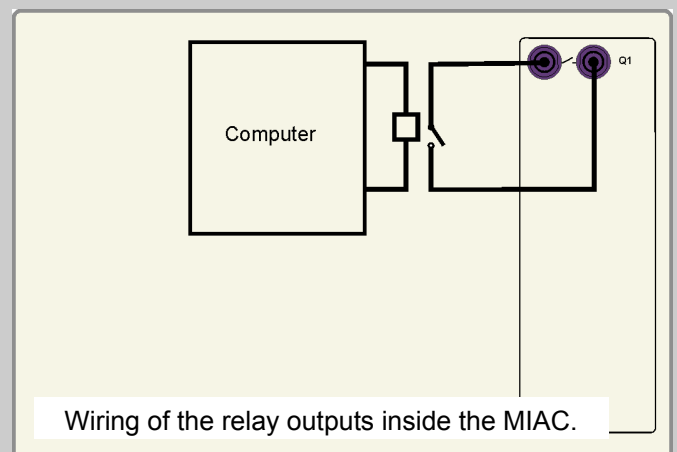 Q1
Computer
Wiring of the relay outputs inside the MIAC.